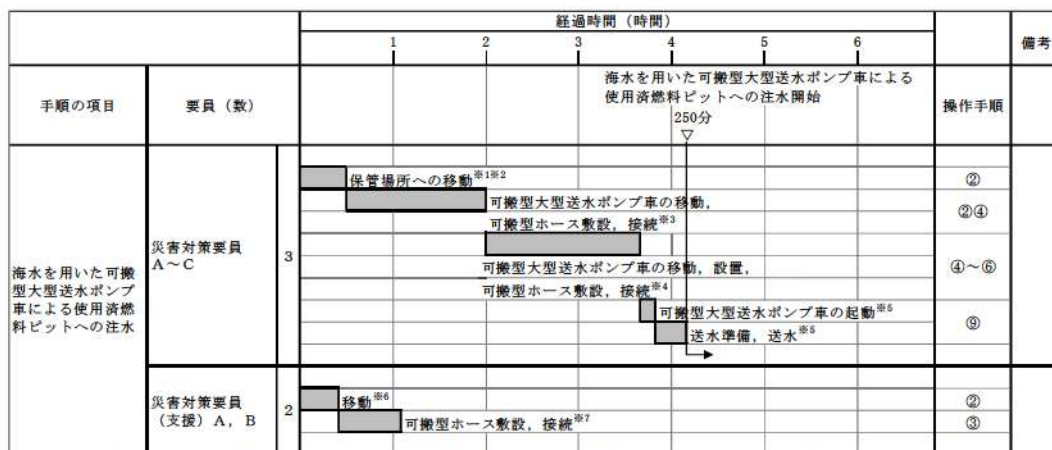 経過時間（時間）
1 2 3 4 5 6
備考
手順の項目
要員（数）
海水を用いた可搬型大型送水ポンプ車による
使用済燃料ピットへの注水開始
250分
▽
操作手順
海水を用いた可搬
型大型送水ポンプ
車による使用済燃
料ピットへの注水
災害対策要員
A～C
3
保管場所への移動※1※2
②
可搬型大型送水ポンプ車の移動，
可搬型ホース敷設，接続※3
②④
可搬型大型送水ポンプ車の移動，設置，
可搬型ホース敷設，接続※4
④～⑥
可搬型大型送水ポンプ車の起動※5
送水準備，送水※5
⑨
災害対策要員
（支援）A，B
2
移動※6
②
可搬型ホース敷設，接続※7
③